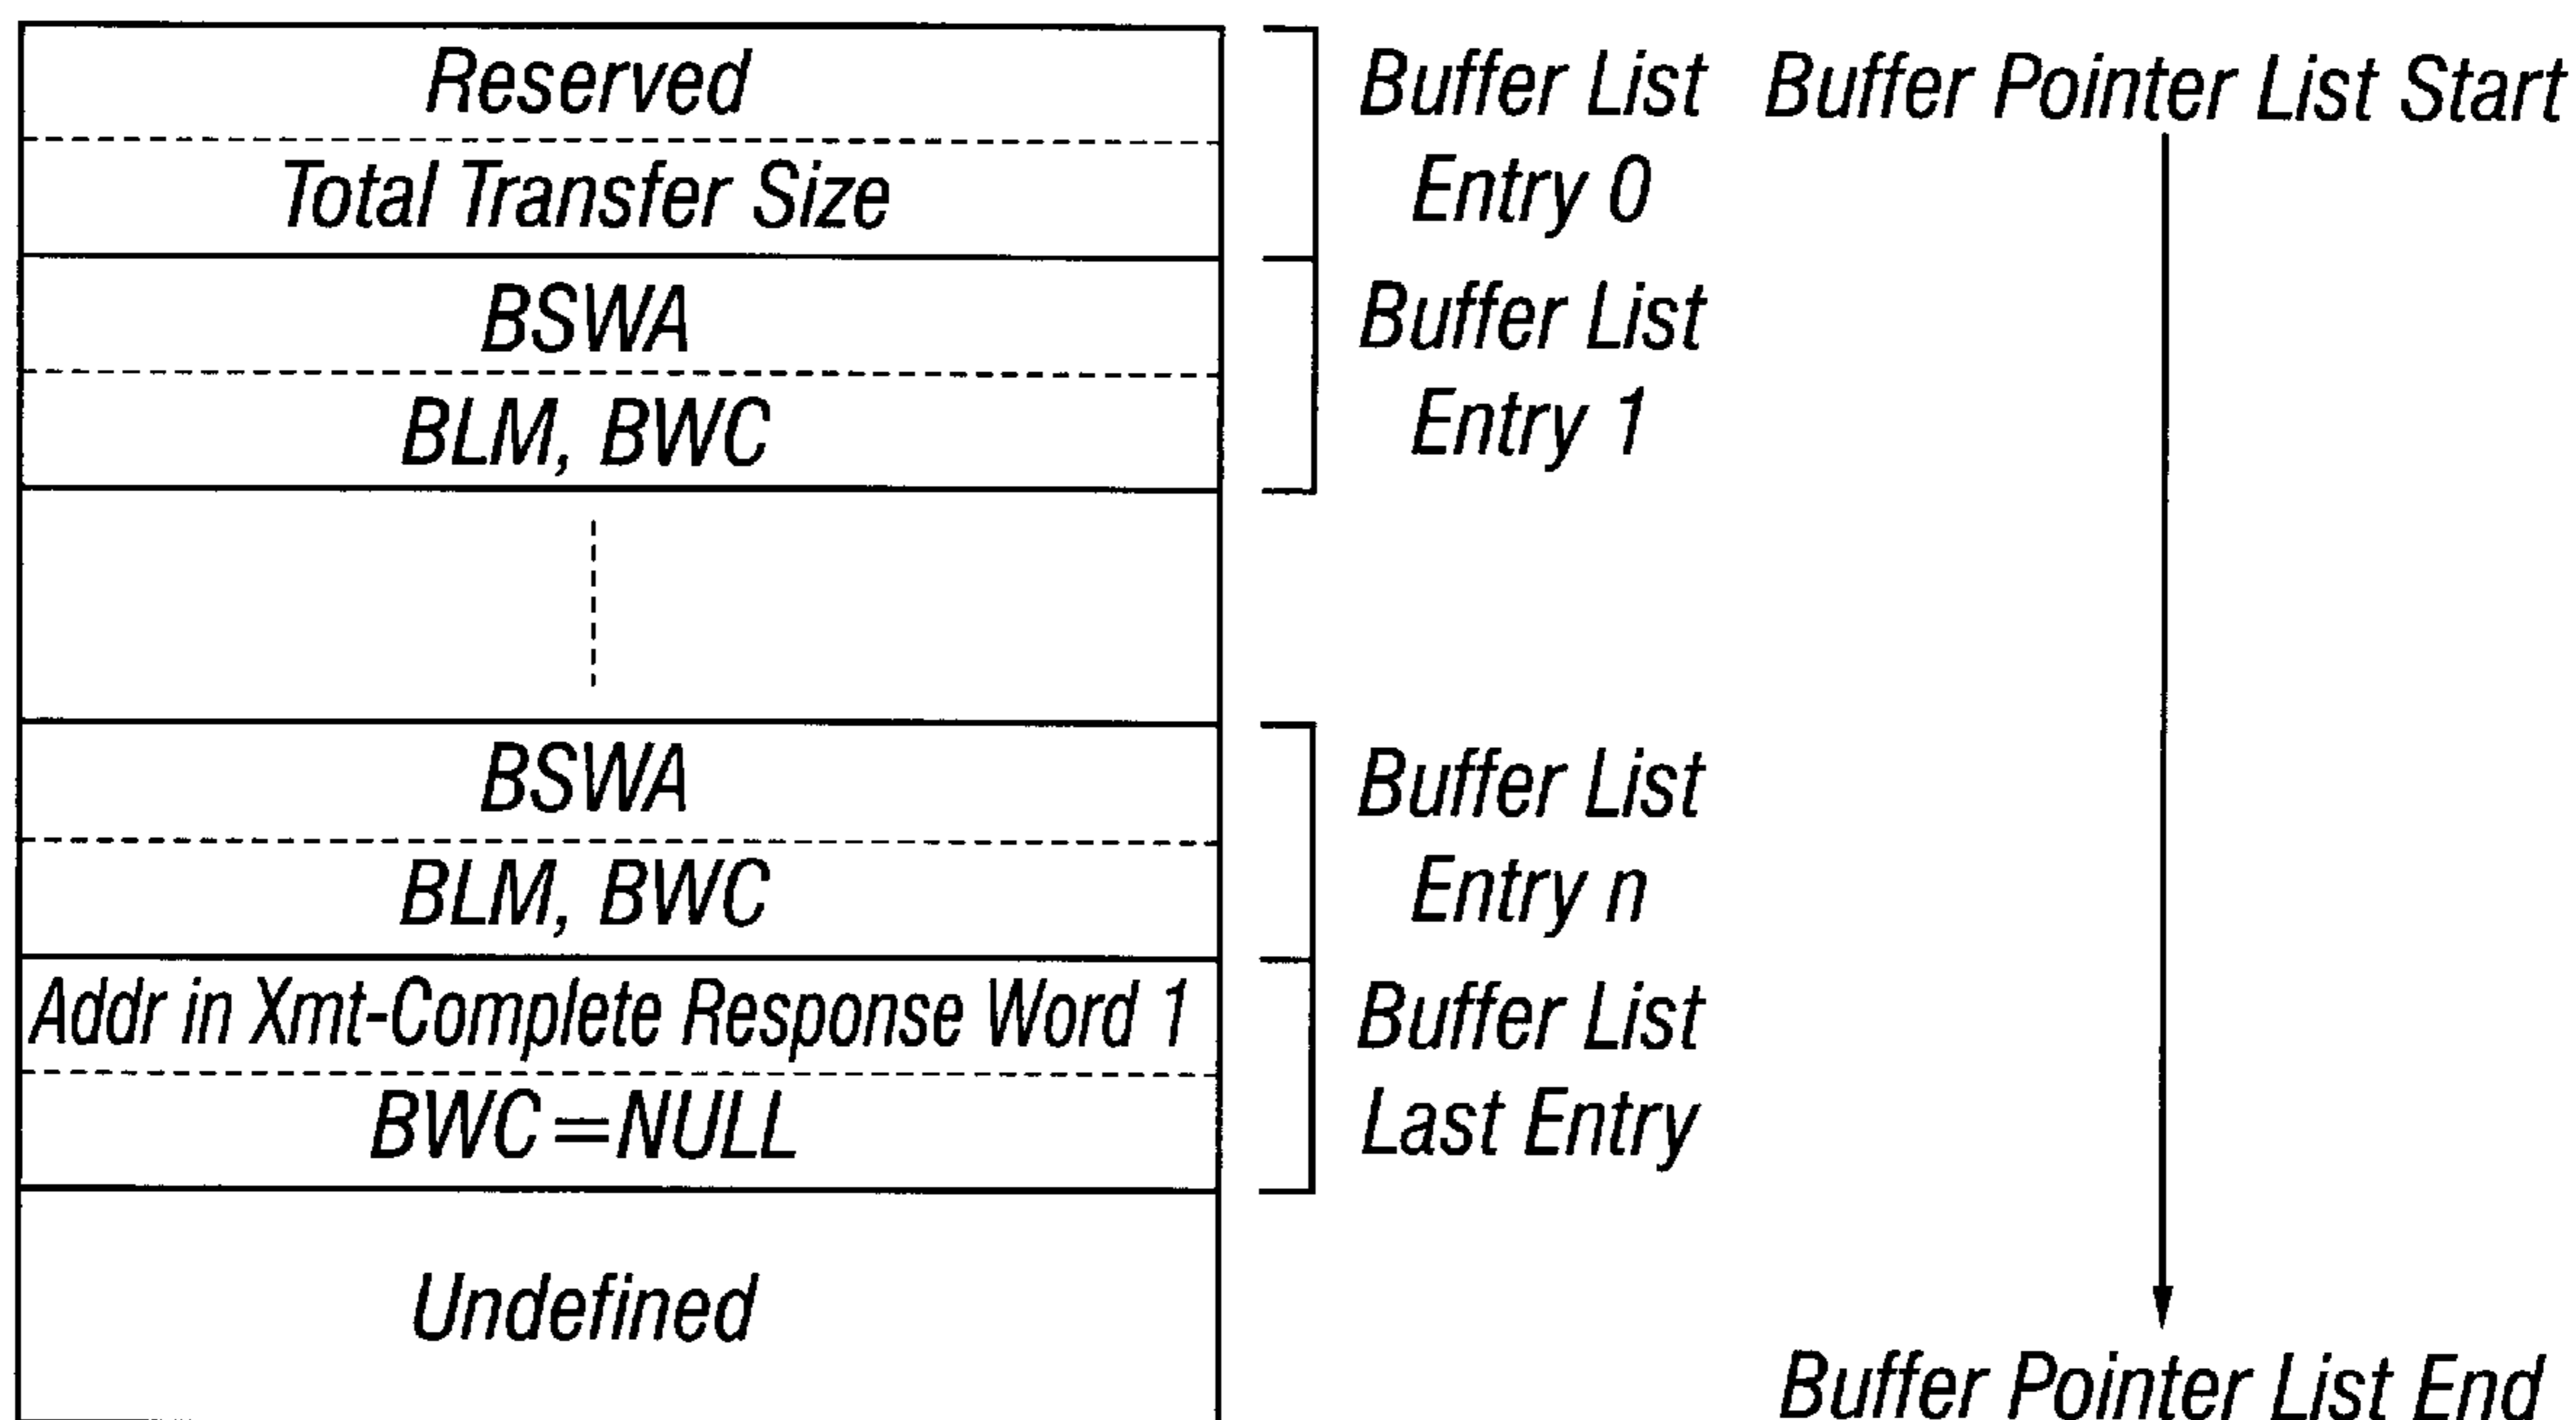 Reserved
Total Transfer Size
BSWA
BLM, BWC
BSWA
BLM, BWC
Addr in Xmt-Complete Response Word 1
BWC=NULL
Undefined
Buffer List
Entry 0
Buffer List
Entry 1
Buffer List
Entry n
Buffer List
Last Entry
Buffer Pointer List Start
Buffer Pointer List End